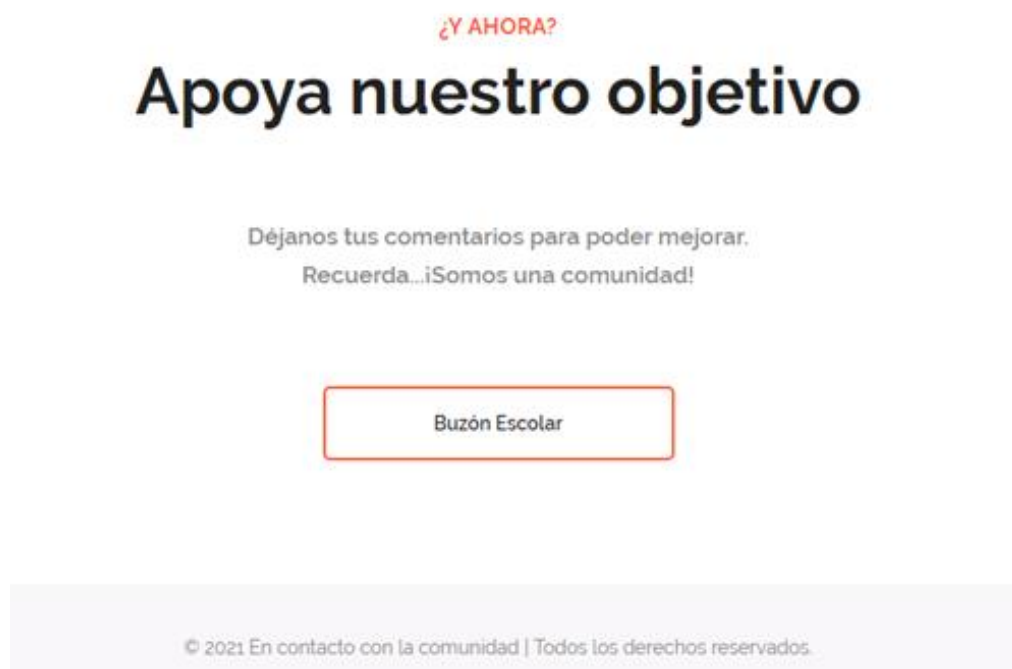 ¿Y AHORA?
Apoya nuestro objetivo
Déjanos tus comentarios para poder mejorar.
Recuerda...¡Somos una comunidad!
Buzón Escolar
© 2021 En contacto con la comunidad | Todos los derechos reservados.